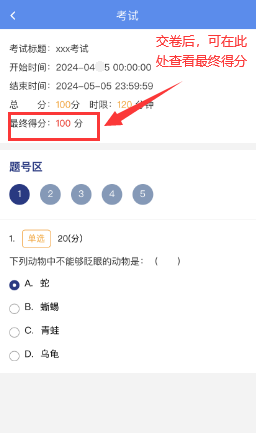 考试
考试标题：xxx考试
交卷后，可在此
处查看最终得分
开始时间：2024-04 5 00:00:00
结束时间：2024-05-05 23:59:59
总 分：100分 时限：120 分钟
最终得分：100 分
题号区
1 2 3 4 5
1. 单选 20(分)
下列动物中不能够眨眼的动物是：（ ）
A. 蛇
B. 蜥蜴
C. 青蛙
D. 乌龟